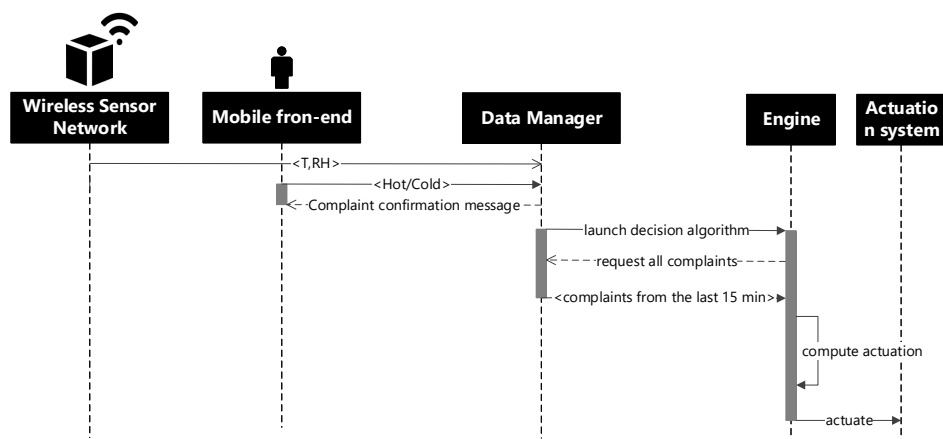 Wireless Sensor
Network
Mobile fron-end
Data Manager
Engine
Actuatio
n system
<T,RH>
<Hot/Cold>
Complaint confirmation message
launch decision algorithm
request all complaints
<complaints from the last 15 min>
compute actuation
actuate